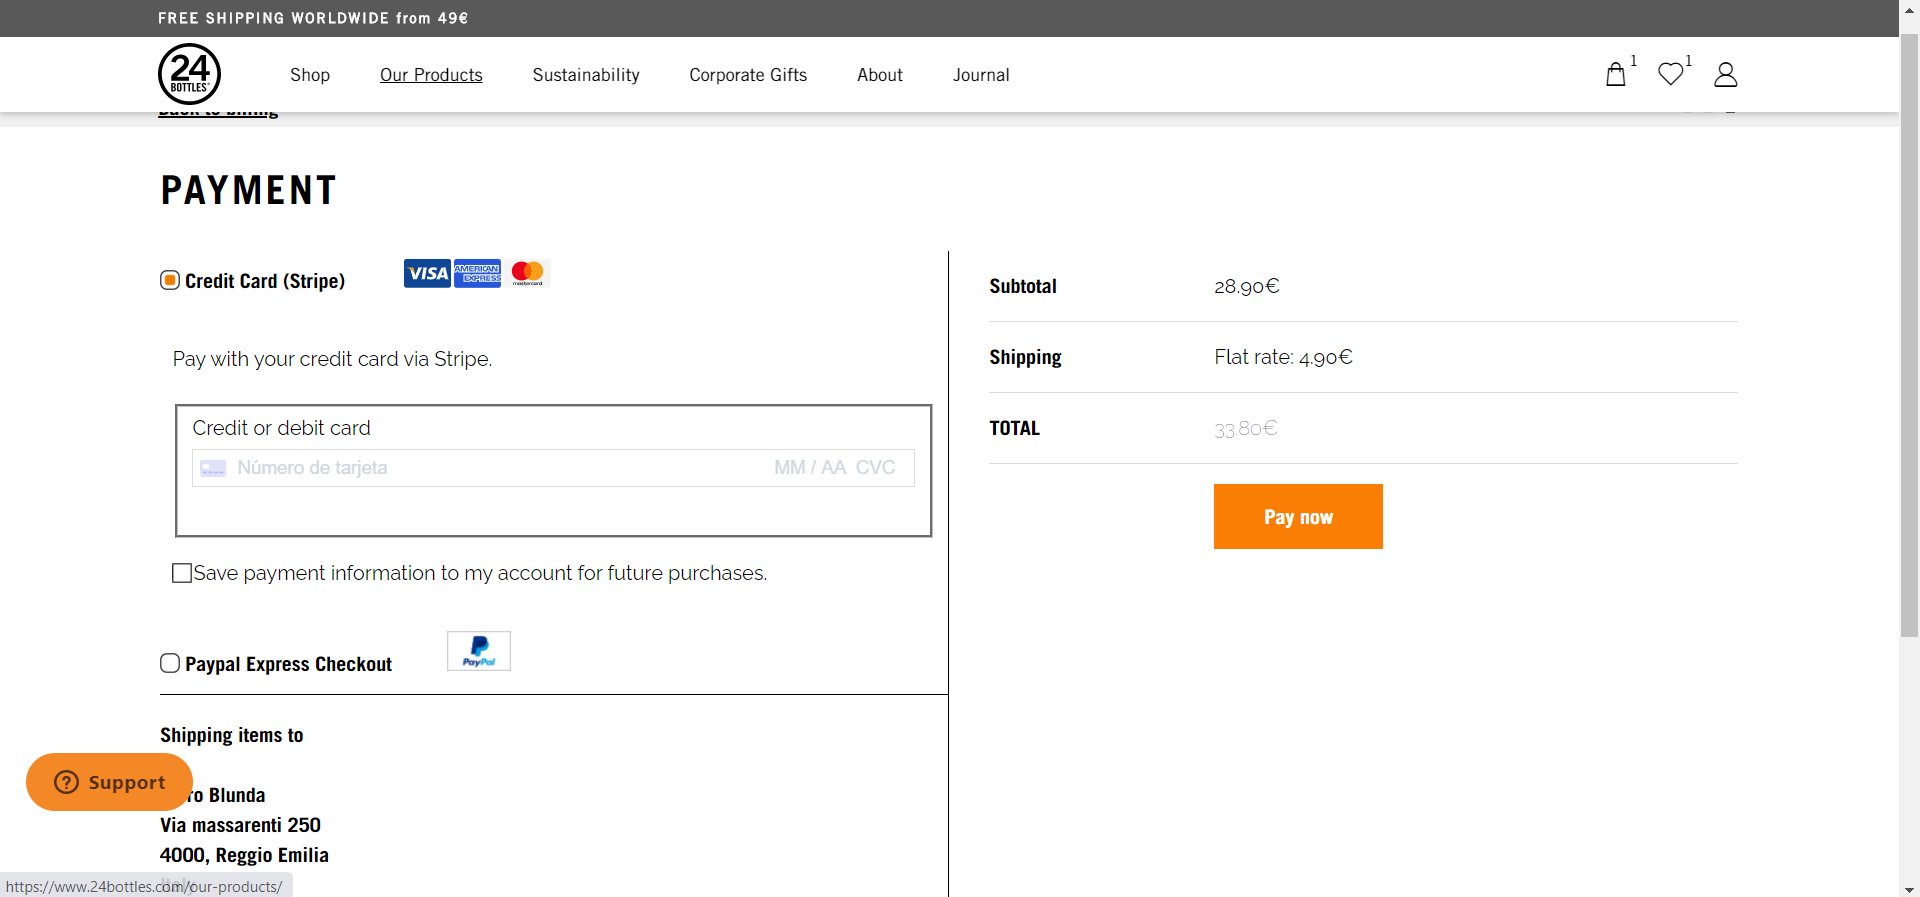 FREE SHIPPING WORLDWIDE from 49€
24
BOTTLES
Shop
Our Products
Sustainability
Corporate Gifts
About
Journal
1
1
Back to billing
PAYMENT
Credit Card (Stripe)
VISA
AMERICAN
EXPRESS
mastercard
Pay with your credit card via Stripe.
Credit or debit card
Número de tarjeta
MM / AA CVC
Save payment information to my account for future purchases.
Paypal Express Checkout
PayPal
Subtotal
28.90€
Shipping
Flat rate: 4.90€
TOTAL
33.80€
Pay now
Shipping items to
ro Blunda
Via massarenti 250
4000, Reggio Emilia
Support
https://www.24bottles.com/our-products/